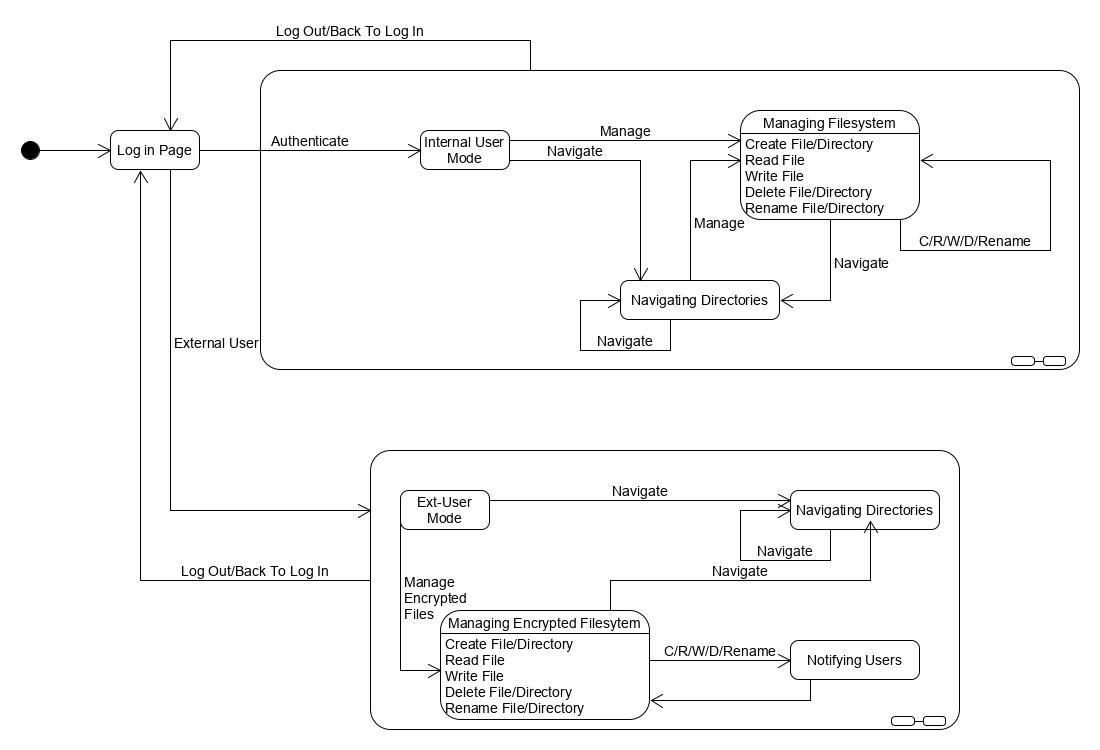 Log Out/Back To Log In
Log in Page
Authenticate
Internal User
Mode
Manage
Navigate
Managing Filesystem
Create File/Directory
Read File
Write File
Delete File/Directory
Rename File/Directory
Manage
Navigate
C/R/W/D/Rename
Navigating Directories
Navigate
External User
Ext-User
Mode
Navigate
Navigating Directories
Navigate
Navigate
Log Out/Back To Log In
Manage
Encrypted
Files
Managing Encrypted Filesytem
Create File/Directory
Read File
Write File
Delete File/Directory
Rename File/Directory
C/R/W/D/Rename
Notifying Users